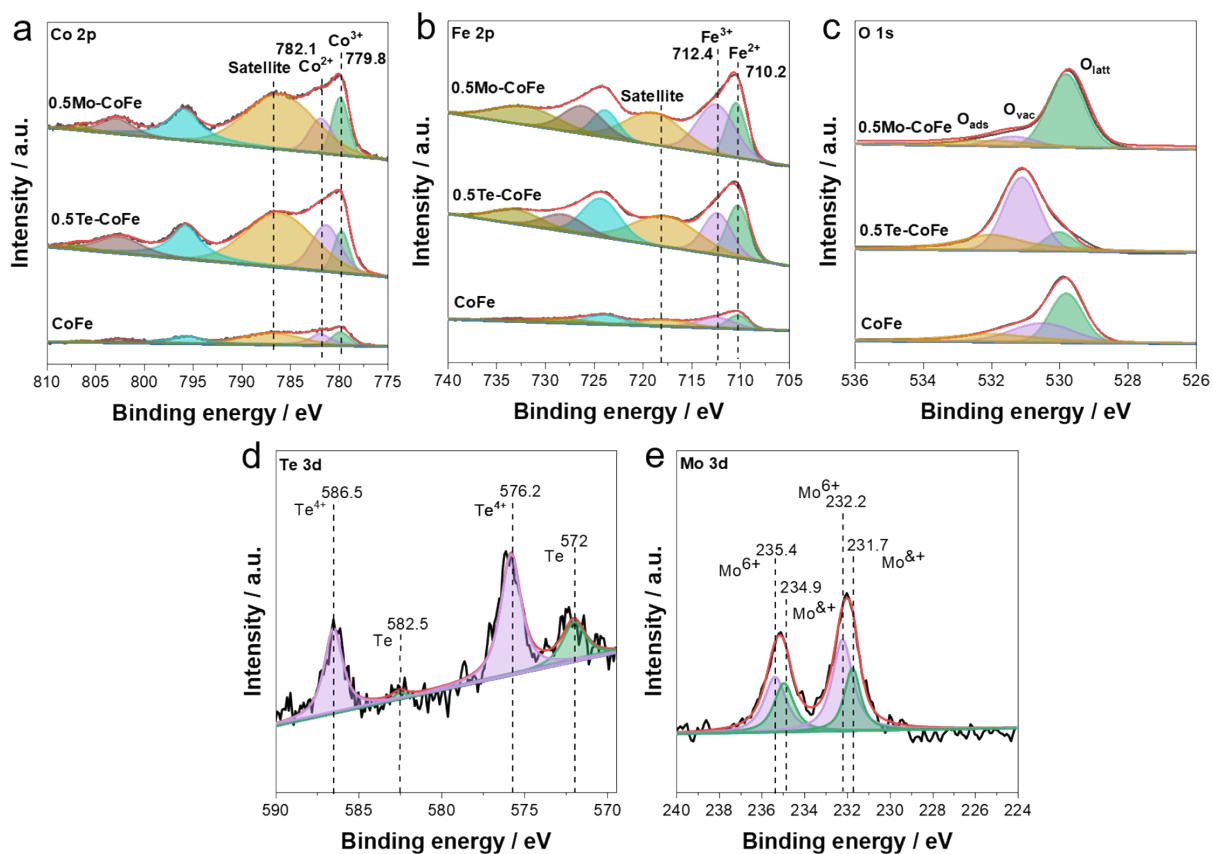 a
Co 2p
782.1
Co3+
779.8
Satellite
Co2+
0.5Mo-CoFe
0.5Te-CoFe
CoFe
Intensity / a.u.
810 805 800 795 790 785 780 775
Binding energy / eV
b
Fe 2p
Fe3+
712.4
Fe2+
710.2
Satellite
0.5Mo-CoFe
0.5Te-CoFe
CoFe
Intensity / a.u.
740 735 730 725 720 715 710 705
Binding energy / eV
c
O 1s
Olatt
Ovac
Oads
0.5Mo-CoFe
0.5Te-CoFe
CoFe
Intensity / a.u.
536 534 532 530 528 526
Binding energy / eV
d
Te 3d
586.5
Te4+
582.5
Te
576.2
Te4+
572
Te
Intensity / a.u.
590 585 580 575 570
Binding energy / eV
e
Mo 3d
Mo6+
232.2
235.4
231.7
Mo6+
234.9
Mo&+
Mo&+
Intensity / a.u.
240 238 236 234 232 230 228 226 224
Binding energy / eV